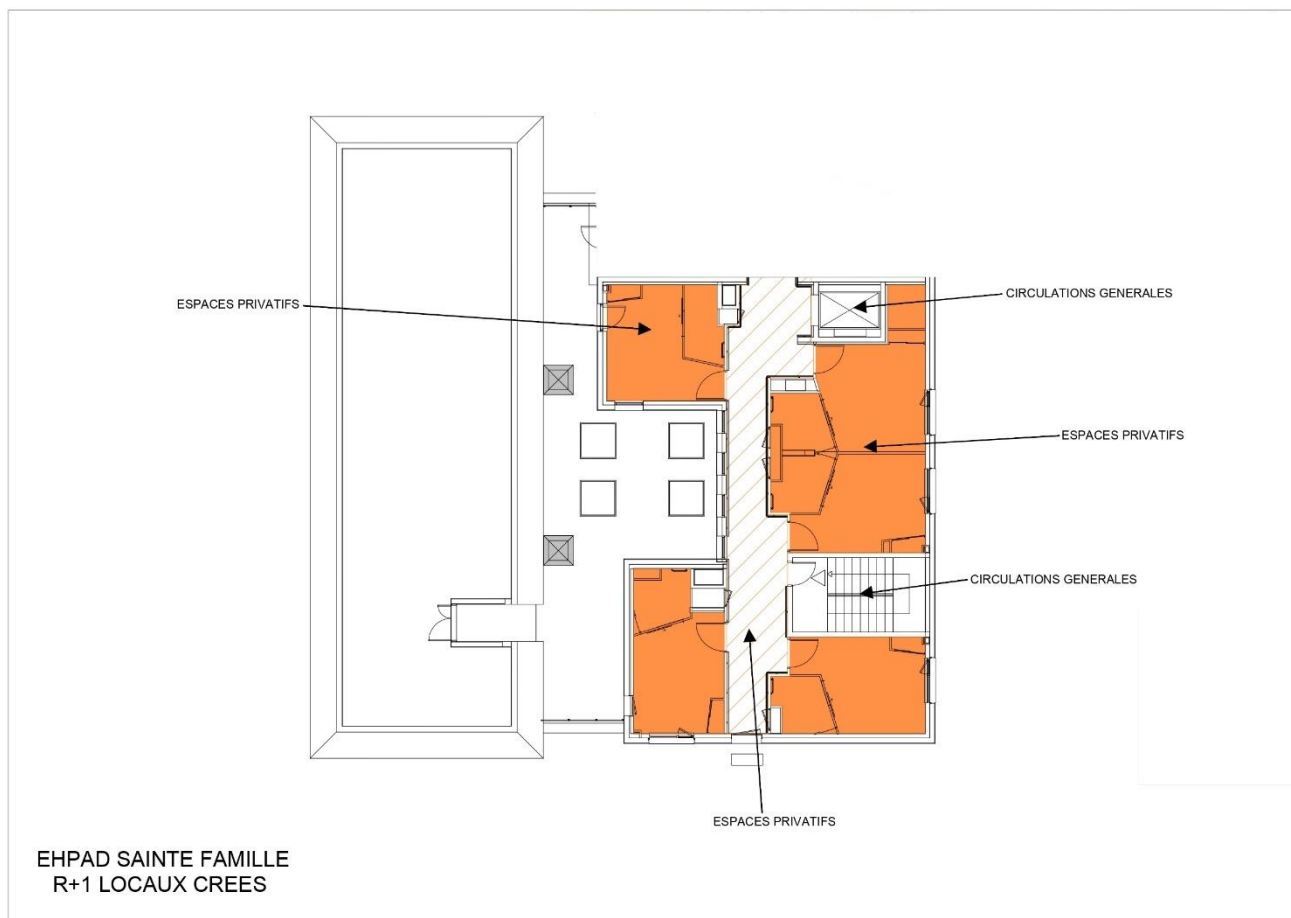 CIRCULATIONS GENERALES
ESPACES PRIVATIFS
ESPACES PRIVATIFS
CIRCULATIONS GENERALES
ESPACES PRIVATIFS
EHPAD SAINTE FAMILLE
R+1 LOCAUX CREES